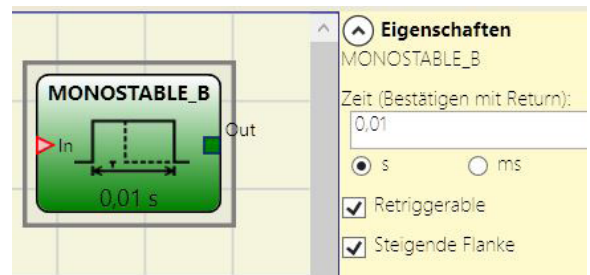 MONOSTABLE_B
In
Out
T
0,01 s
Eigenschaften
MONOSTABLE_B
Zeit (Bestätigen mit Return):
0,01
s ms
Retriggerable
Steigende Flanke